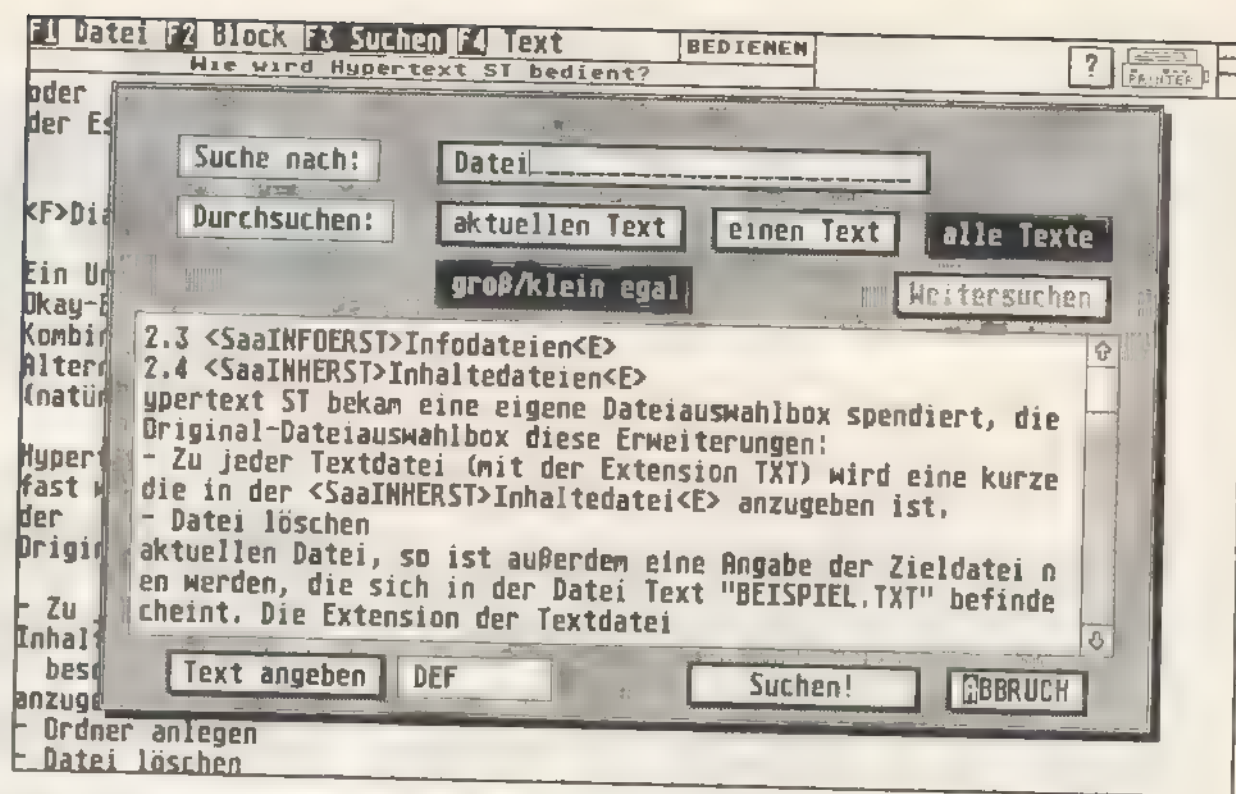 F1 Datei F2 Block F3 Suchen F4 Text BEDIENEN
Wie wird Hypertext ST bedient?
?
PRINTER
oder
der Es
Suche nach: Datei
<F>Dia
Durchsuchen: aktuellen Text einen Text alle Texte
Ein Un
groß/klein egal Weitersuchen
Okay-B
Kombin
Altern
(natür
2.3 <SaaINFOERST>Infodateien<E>
2.4 <SaaINHERST>Inhaltedateien<E>
ypertext ST bekam eine eigene Dateiauswahlbox spendiert, die
Original-Dateiauswahlbox diese Erweiterungen:
- Zu jeder Textdatei (mit der Extension TXT) wird eine kurze
die in der <SaaINHERST>Inhaltedatei<E> anzugeben ist.
- Datei löschen
aktuellen Datei, so ist außerdem eine Angabe der Zieldatei n
en werden, die sich in der Datei Text "BEISPIEL.TXT" befinde
cheint. Die Extension der Textdatei
Hypert
fast w
der
Origin
- Zu j
Inhalt
besc
anzuge
Text angeben DEF Suchen! ABBRUCH
- Ordner anlegen
- Datei löschen